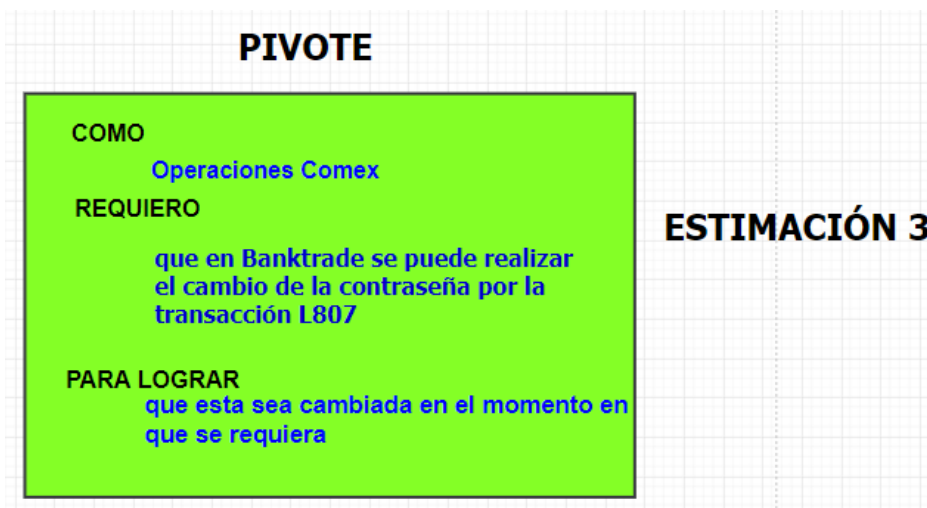 PIVOTE
COMO
Operaciones Comex
REQUIERO
que en Banktrade se puede realizar
el cambio de la contraseña por la
transacción L807
ESTIMACIÓN 3
PARA LOGRAR
que esta sea cambiada en el momento en
que se requiera